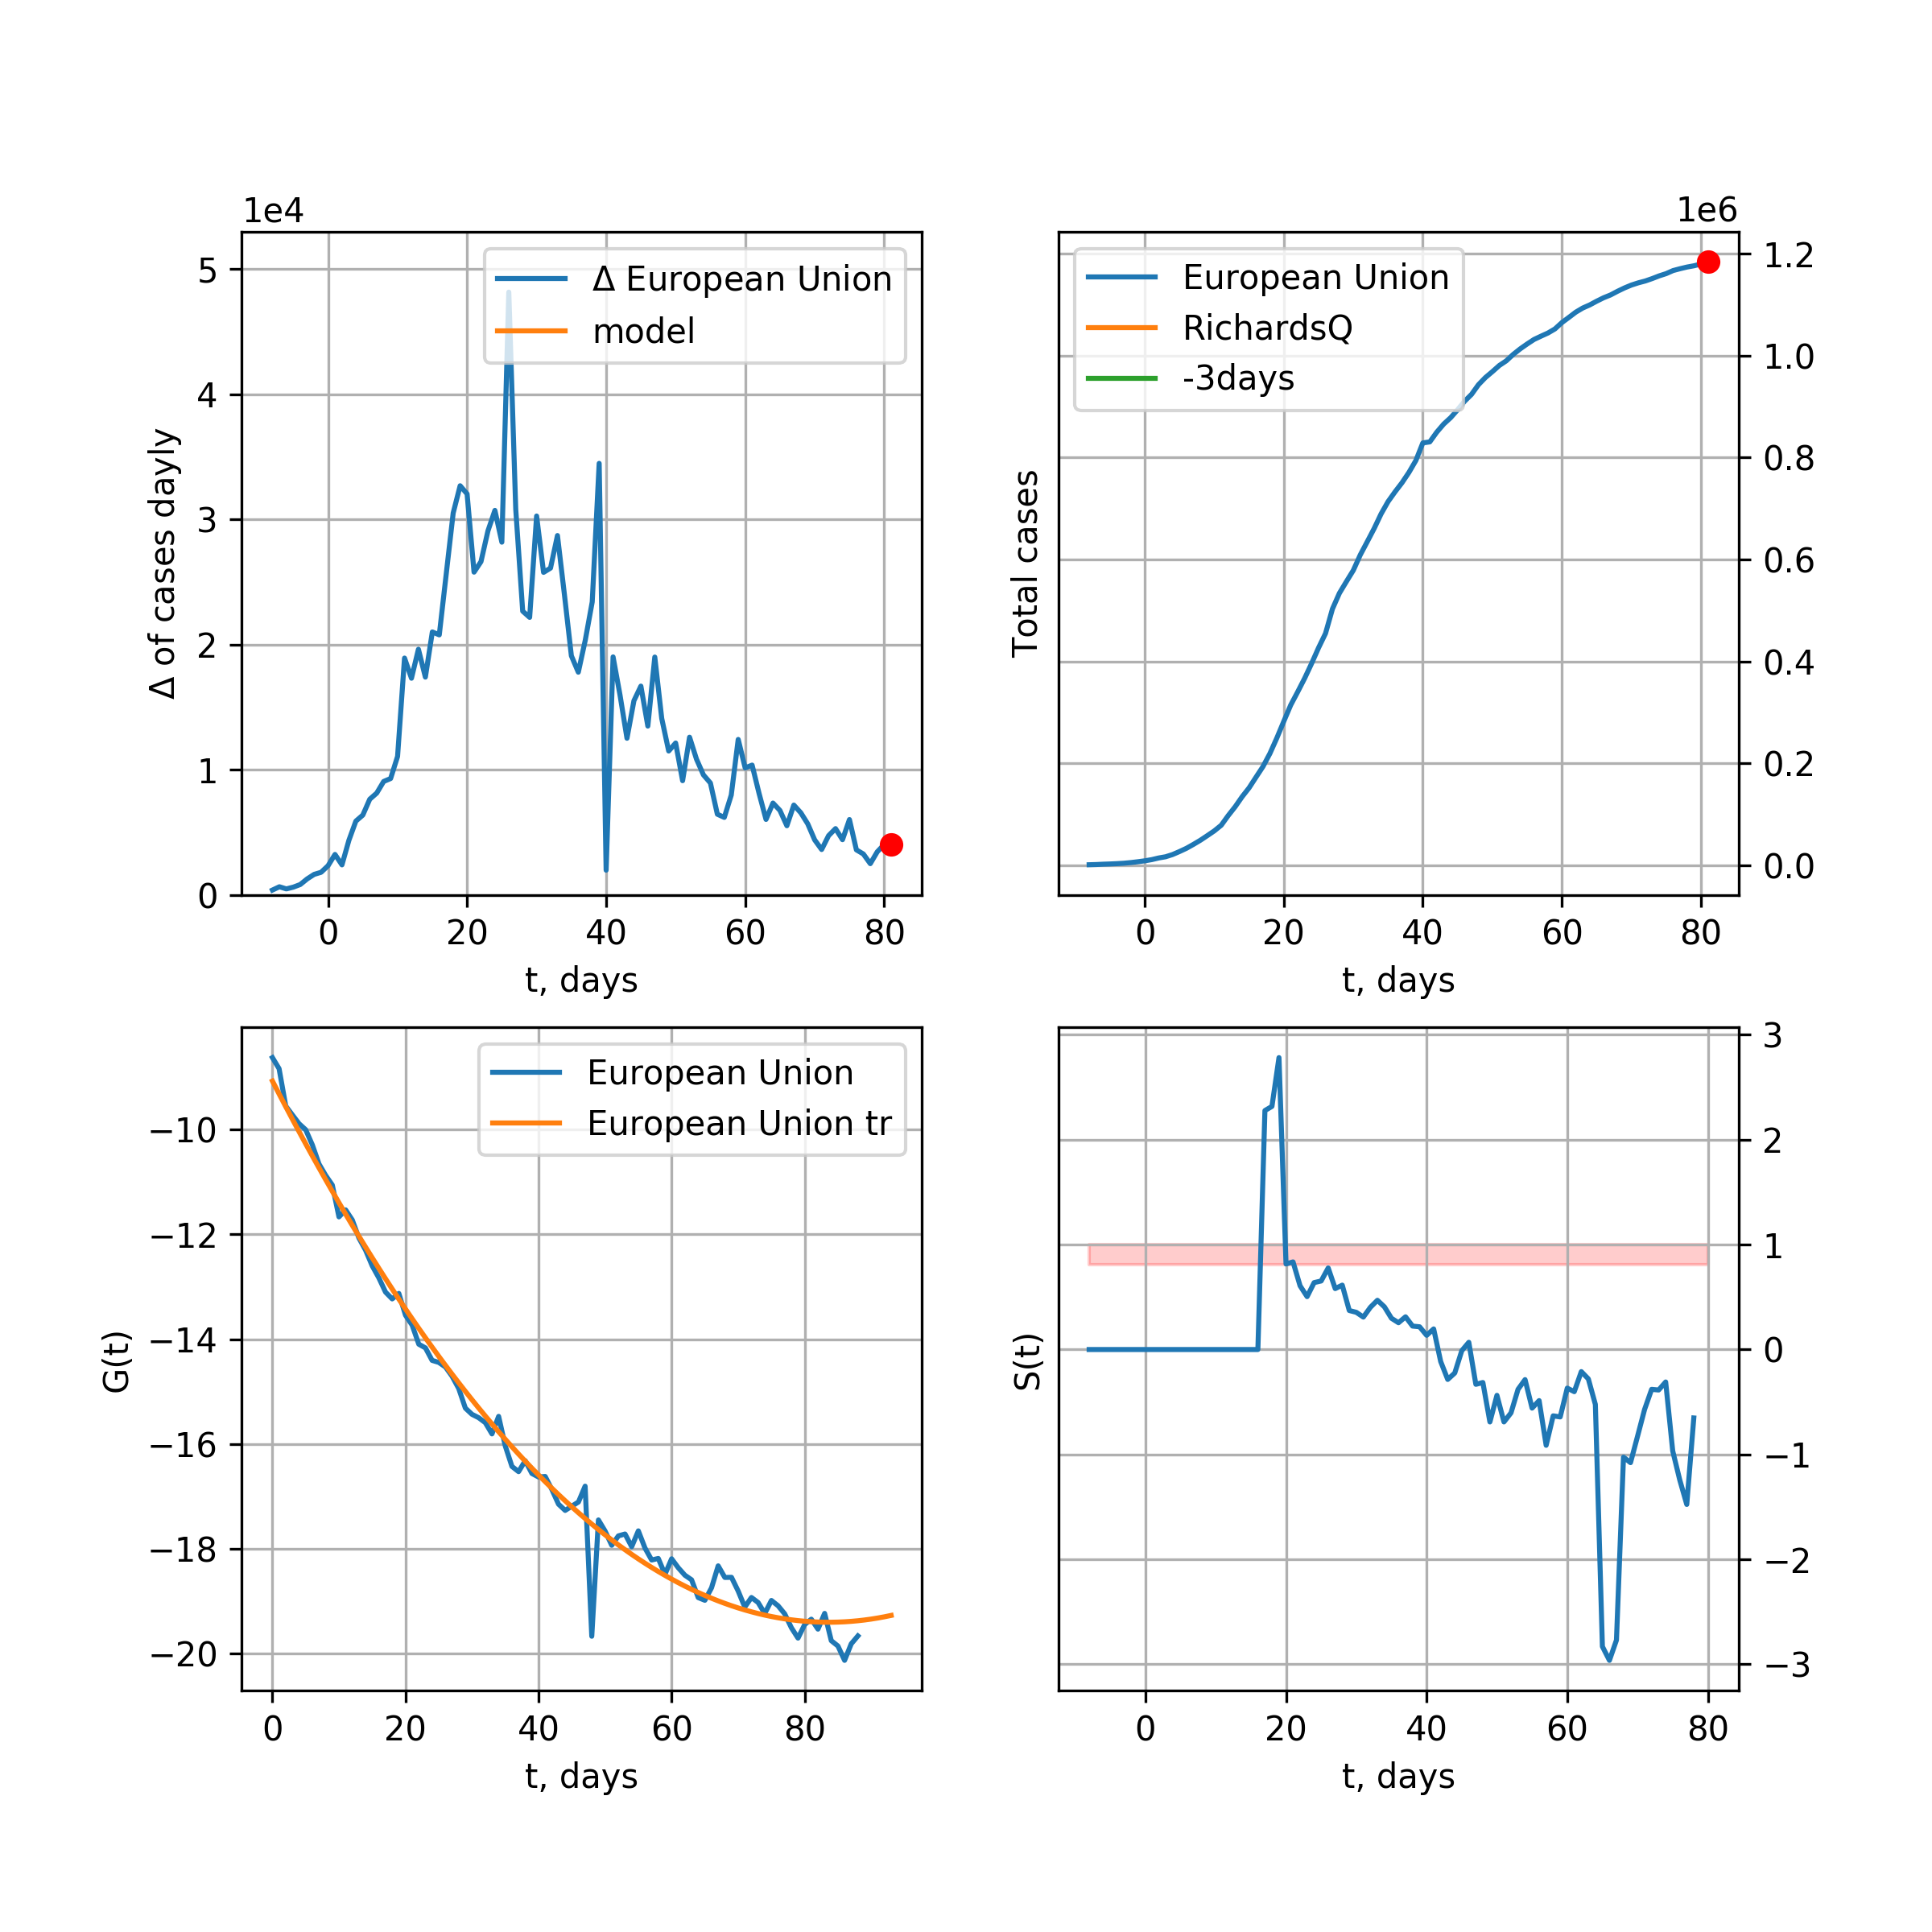 1e4
5
4
3
2
1
0
Δ of cases dayly
Δ European Union
model
0 20 40 60 80
t, days
1e6
1.2
1.0
0.8
0.6
0.4
0.2
0.0
Total cases
European Union
RichardsQ
-3days
0 20 40 60 80
t, days
−10
−12
−14
−16
−18
−20
G(t)
European Union
European Union tr
0 20 40 60 80
t, days
3
2
1
0
−1
−2
−3
S(t)
0 20 40 60 80
t, days